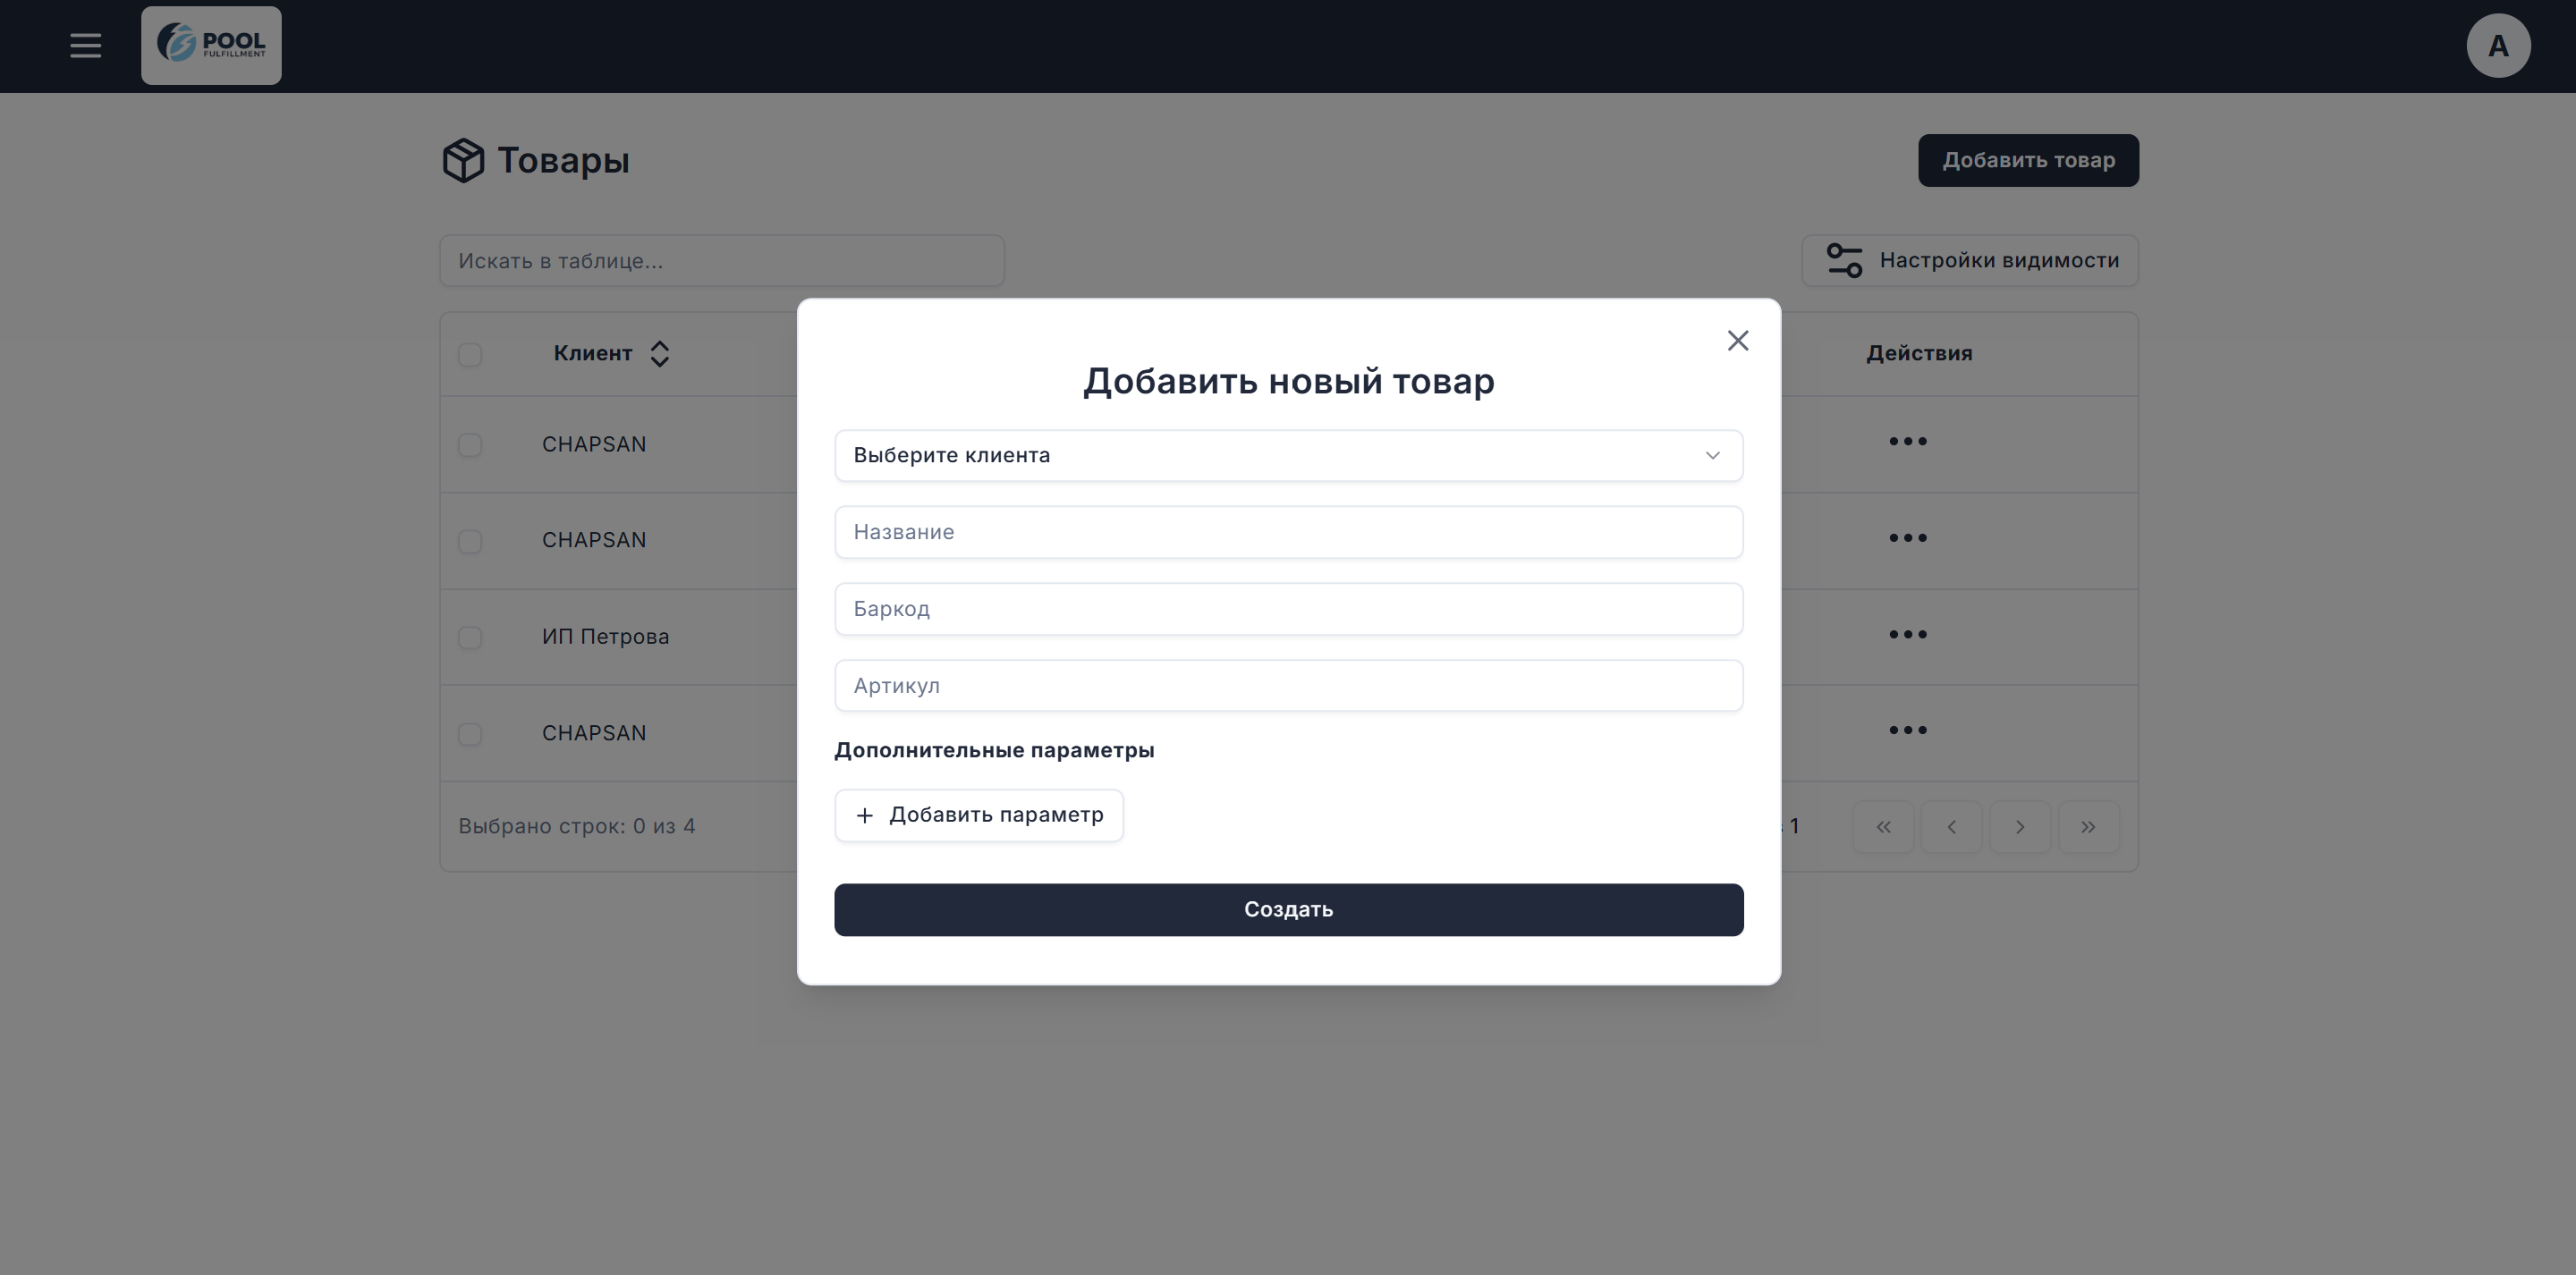 POOL
FULFILLMENT
A
Товары
Добавить товар
Искать в таблице...
Настройки видимости
Клиент
Действия
Добавить новый товар
Выберите клиента
CHAPSAN
Название
CHAPSAN
Баркод
ИП Петрова
Артикул
CHAPSAN
Дополнительные параметры
Добавить параметр
Выбрано строк: 0 из 4
1
Создать